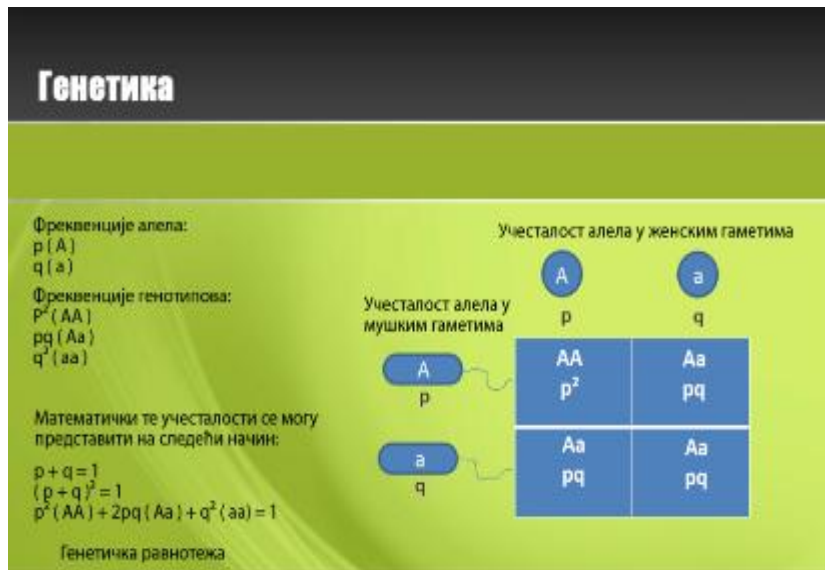 Генетика
Фреквенције алела:
p ( A )
q ( a )
Фреквенције генотипова:
P² ( AA )
pq ( Aa )
q² ( aa )
Математички те учесталости се могу
представити на следећи начин:
p + q = 1
( p + q )² = 1
p² ( AA ) + 2pq ( Aa ) + q² ( aa) = 1
Генетичка равнотежа
Учесталост алела у женским гаметима
A a
p q
Учесталост алела у
мушким гаметима
A
p
a
q
AA Aa
p² pq
Aa Aa
pq pq